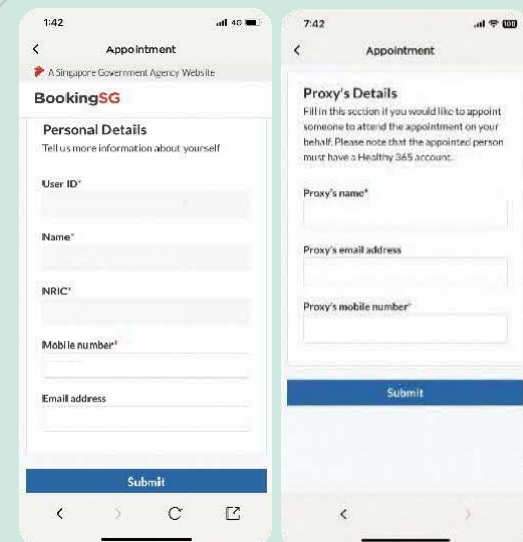 1:42
4G
Appointment
A Singapore Government Agency Website
BookingSG
Personal Details
Tell us more information about yourself
User ID*
Name*
NRIC*
Mobile number*
Email address
Submit
7:42
100
Appointment
Proxy's Details
Fill in this section if you would like to appoint
someone to attend the appointment on your
behalf. Please note that the appointed person
must have a Healthy 365 account.
Proxy's name*
Proxy's email address
Proxy's mobile number*
Submit